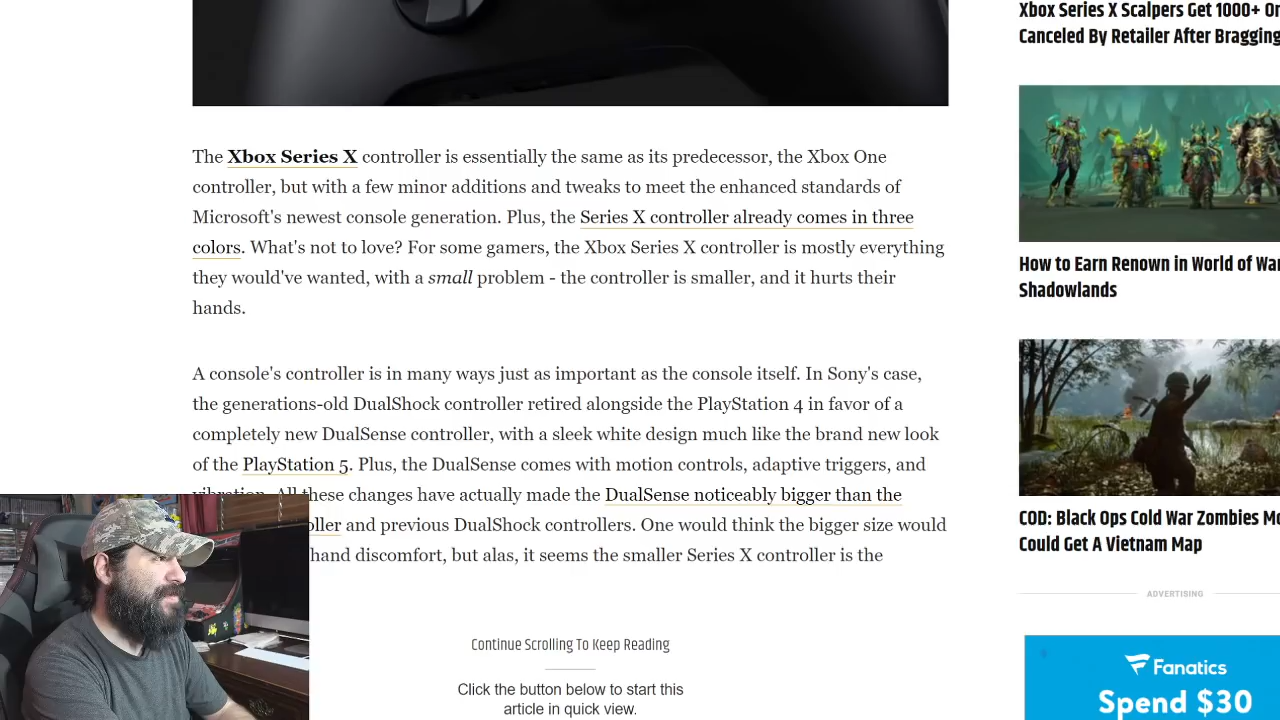 The Xbox Series X controller is essentially the same as its predecessor, the Xbox One
controller, but with a few minor additions and tweaks to meet the enhanced standards of
Microsoft's newest console generation. Plus, the Series X controller already comes in three
colors. What's not to love? For some gamers, the Xbox Series X controller is mostly everything
they would've wanted, with a small problem - the controller is smaller, and it hurts their
hands.
A console's controller is in many ways just as important as the console itself. In Sony's case,
the generations-old DualShock controller retired alongside the PlayStation 4 in favor of a
completely new DualSense controller, with a sleek white design much like the brand new look
of the PlayStation 5. Plus, the DualSense comes with motion controls, adaptive triggers, and
vibration. All these changes have actually made the DualSense noticeably bigger than the
and previous DualShock controllers. One would think the bigger size would
hand discomfort, but alas, it seems the smaller Series X controller is the
Continue Scrolling To Keep Reading
Click the button below to start this
article in quick view.
Xbox Series X Scalpers Get 1000+
Canceled By Retailer After Bragging
How to Earn Renown in World of
Shadowlands
COD: Black Ops Cold War Zombies
Could Get A Vietnam Map
ADVERTISING
Fanatics
Spend $30